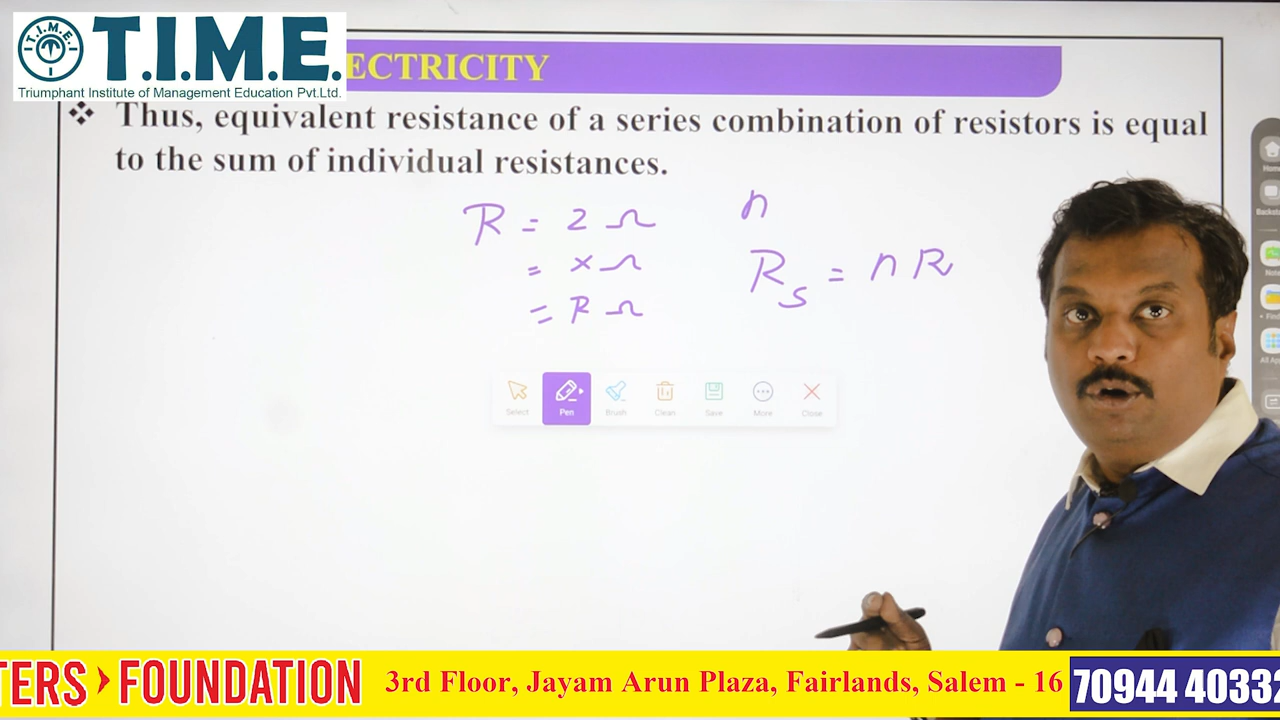 T.I.M.E.
T.I.M.E.
Triumphant Institute of Management Education Pvt.Ltd.
ECTRICITY
❖ Thus, equivalent resistance of a series combination of resistors is equal
to the sum of individual resistances.
R = 2 Ω
= x Ω
= R Ω
n
R_s = n R
Select Pen Brush Clean Save More Close
Home
TERS > FOUNDATION
3rd Floor, Jayam Arun Plaza, Fairlands, Salem - 16
70944 40332